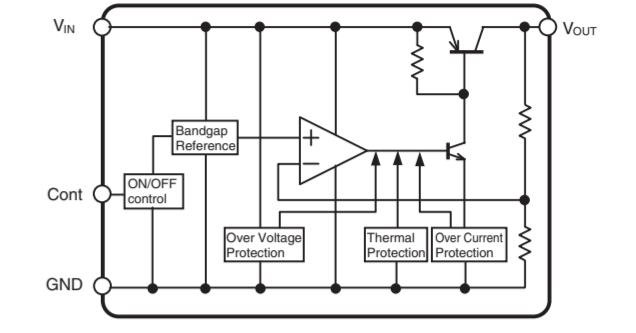 VIN
VOUT
Bandgap
Reference
+
−
Cont
ON/OFF
control
Over Voltage
Protection
Thermal
Protection
Over Current
Protection
GND